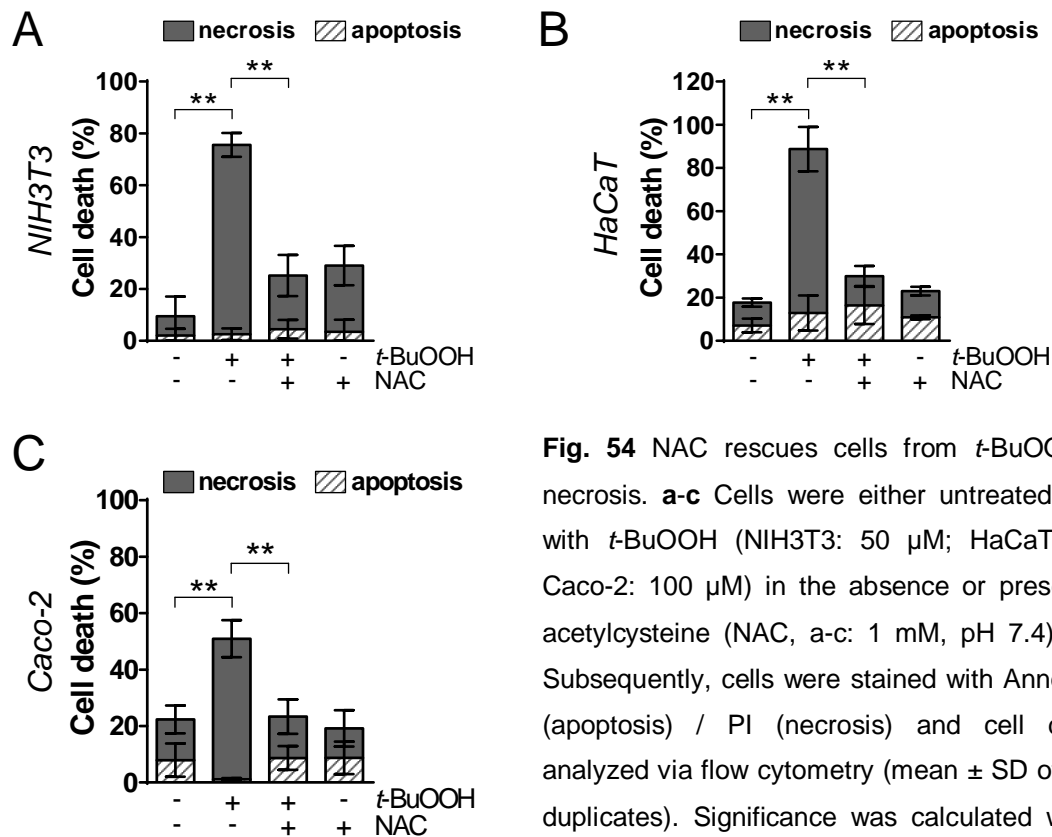 A
necrosis apoptosis
NIH3T3
Cell death (%)
100
80
60
40
20
0
** **
- + + - t-BuOOH
- - + + NAC
B
necrosis apoptosis
HaCaT
Cell death (%)
120
100
80
60
40
20
0
** **
- + + - t-BuOOH
- - + + NAC
C
necrosis apoptosis
Caco-2
Cell death (%)
100
80
60
40
20
0
** **
- + + - t-BuOOH
- - + + NAC
Fig. 54 NAC rescues cells from t-BuOO
necrosis. a-c Cells were either untreated
with t-BuOOH (NIH3T3: 50 µM; HaCaT
Caco-2: 100 µM) in the absence or pres
acetylcysteine (NAC, a-c: 1 mM, pH 7.4)
Subsequently, cells were stained with Ann
(apoptosis) / PI (necrosis) and cell
analyzed via flow cytometry (mean ± SD o
duplicates). Significance was calculated